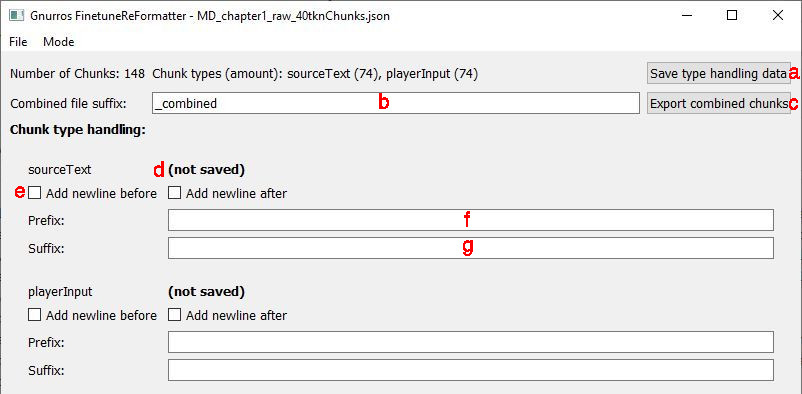 Gnurros FinetuneReFormatter - MD_chapter1_raw_40tknChunks.json
File Mode
Number of Chunks: 148 Chunk types (amount): sourceText (74), playerInput (74) Save type handling data a
Combined file suffix: _combined b Export combined chunks c
Chunk type handling:
sourceText d (not saved)
e Add newline before Add newline after
Prefix: f
Suffix: g
playerInput (not saved)
Add newline before Add newline after
Prefix:
Suffix: